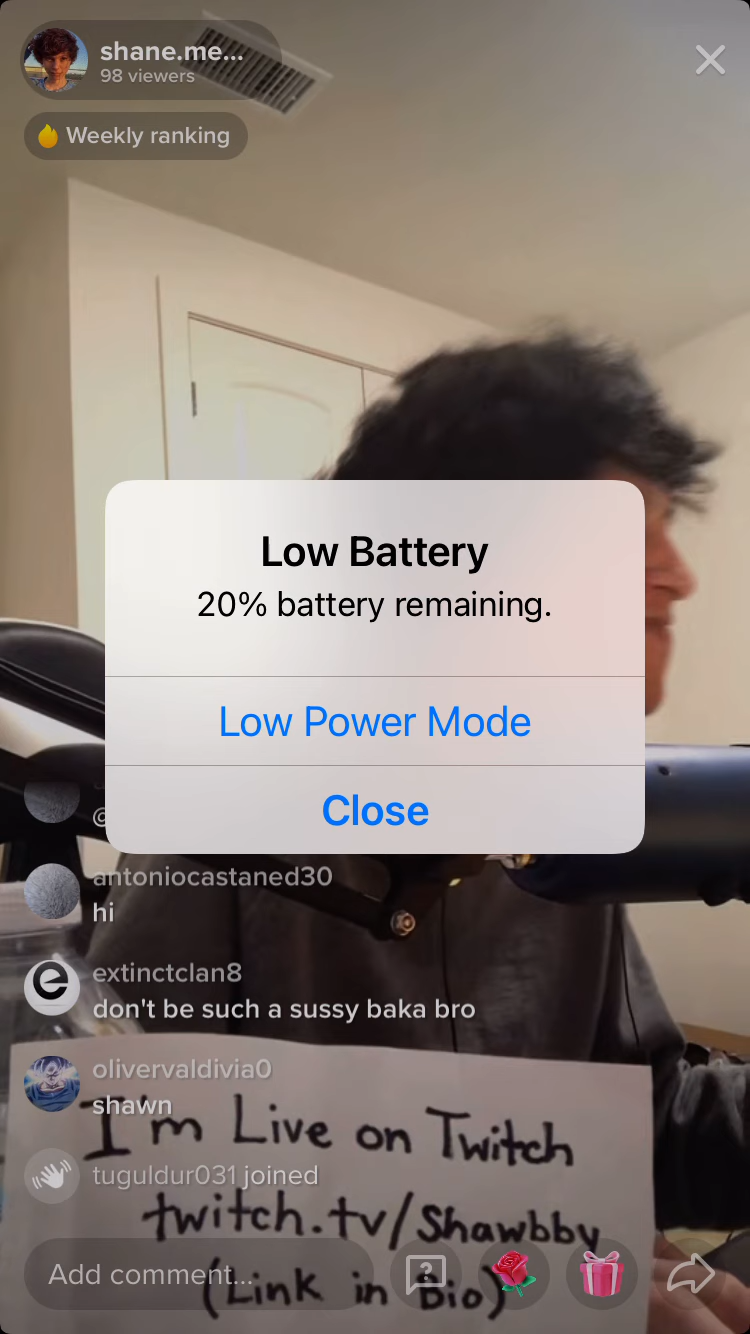 shane.me...
98 viewers
Weekly ranking
Low Battery
20% battery remaining.
Low Power Mode
Close
@
antoniocastaned30
hi
extinctclan8
don't be such a sussy baka bro
olivervaldivia0
shawn
I'm Live on Twitch
tuguldur031 joined
twitch.tv/Shawbby
Add comment...
(Link in Bio)